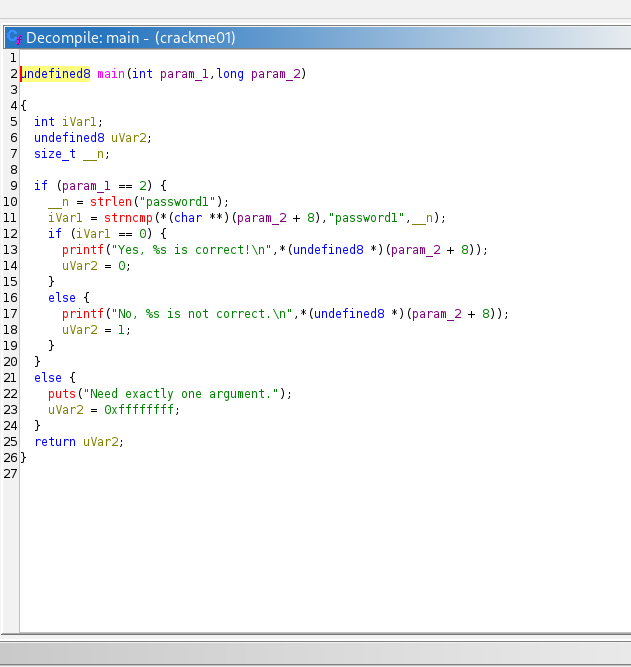 Decompile: main - (crackme01)
1
2 undefined8 main(int param_1,long param_2)
3
4 {
5   int iVar1;
6   undefined8 uVar2;
7   size_t __n;
8
9   if (param_1 == 2) {
10     __n = strlen("password1");
11     iVar1 = strncmp(*(char **)(param_2 + 8),"password1",__n);
12     if (iVar1 == 0) {
13       printf("Yes, %s is correct!\n",*(undefined8 *)(param_2 + 8));
14       uVar2 = 0;
15     }
16     else {
17       printf("No, %s is not correct.\n",*(undefined8 *)(param_2 + 8));
18       uVar2 = 1;
19     }
20   }
21   else {
22     puts("Need exactly one argument.");
23     uVar2 = 0xffffffff;
24   }
25   return uVar2;
26 }
27